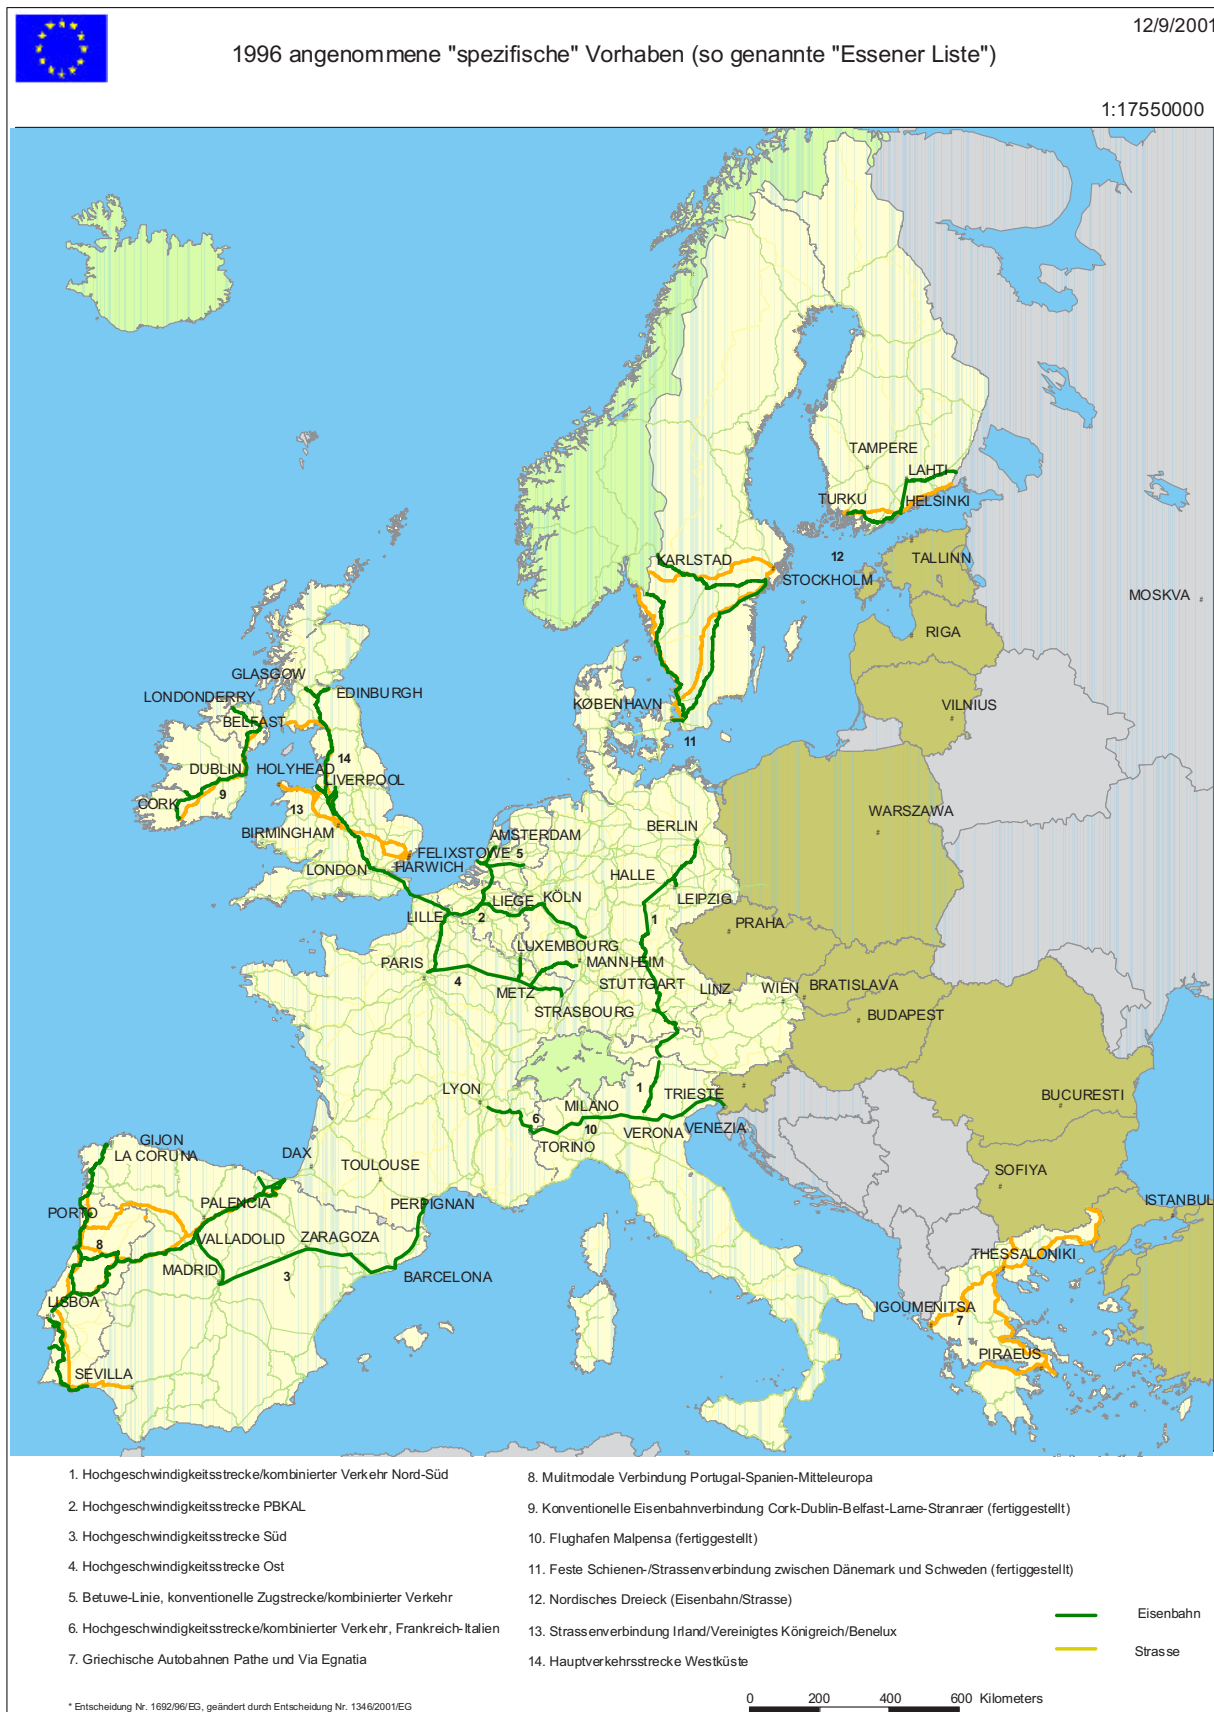 12/9/2001
1996 angenommene "spezifische" Vorhaben (so genannte "Essener Liste")
1:17550000
TAMPERE
LAHTI
TURKU
HELSINKI
KARLSTAD
12
TALLINN
STOCKHOLM
MOSKVA
RIGA
GLASGOW
EDINBURGH
LONDONDERRY
KØBENHAVN
VILNIUS
BELFAST
11
14
DUBLIN
HOLYHEAD
LIVERPOOL
9
CORK
13
WARSZAWA
BIRMINGHAM
AMSTERDAM
BERLIN
FELIXSTOWE
5
HARWICH
LONDON
HALLE
LEIPZIG
LIEGE
KÖLN
LILLE
2
1
PRAHA
LUXEMBOURG
PARIS
MANNHEIM
4
METZ
STUTTGART
LINZ
WIEN
BRATISLAVA
STRASBOURG
BUDAPEST
LYON
1
TRIESTE
BUCURESTI
MILANO
6
10
VERONA
VENEZIA
TORINO
GIJON
LA CORUNA
DAX
TOULOUSE
SOFIYA
PALENCIA
PERPIGNAN
ISTANBUL
PORTO
VALLADOLID
ZARAGOZA
8
THESSALONIKI
MADRID
3
BARCELONA
LISBOA
IGOUMENITSA
7
PIRAEUS
SEVILLA
1. Hochgeschwindigkeitsstrecke/kombinierter Verkehr Nord-Süd
2. Hochgeschwindigkeitsstrecke PBKAL
3. Hochgeschwindigkeitsstrecke Süd
4. Hochgeschwindigkeitsstrecke Ost
5. Betuwe-Linie, konventionelle Zugstrecke/kombinierter Verkehr
6. Hochgeschwindigkeitsstrecke/kombinierter Verkehr, Frankreich-Italien
7. Griechische Autobahnen Pathe und Via Egnatia
8. Mulitmodale Verbindung Portugal-Spanien-Mitteleuropa
9. Konventionelle Eisenbahnverbindung Cork-Dublin-Belfast-Larne-Stranraer (fertiggestellt)
10. Flughafen Malpensa (fertiggestellt)
11. Feste Schienen-/Strassenverbindung zwischen Dänemark und Schweden (fertiggestellt)
12. Nordisches Dreieck (Eisenbahn/Strasse)
13. Strassenverbindung Irland/Vereinigtes Königreich/Benelux
14. Hauptverkehrsstrecke Westküste
Eisenbahn
Strasse
* Entscheidung Nr. 1692/96/EG, geändert durch Entscheidung Nr. 1346/2001/EG
0 200 400 600 Kilometers